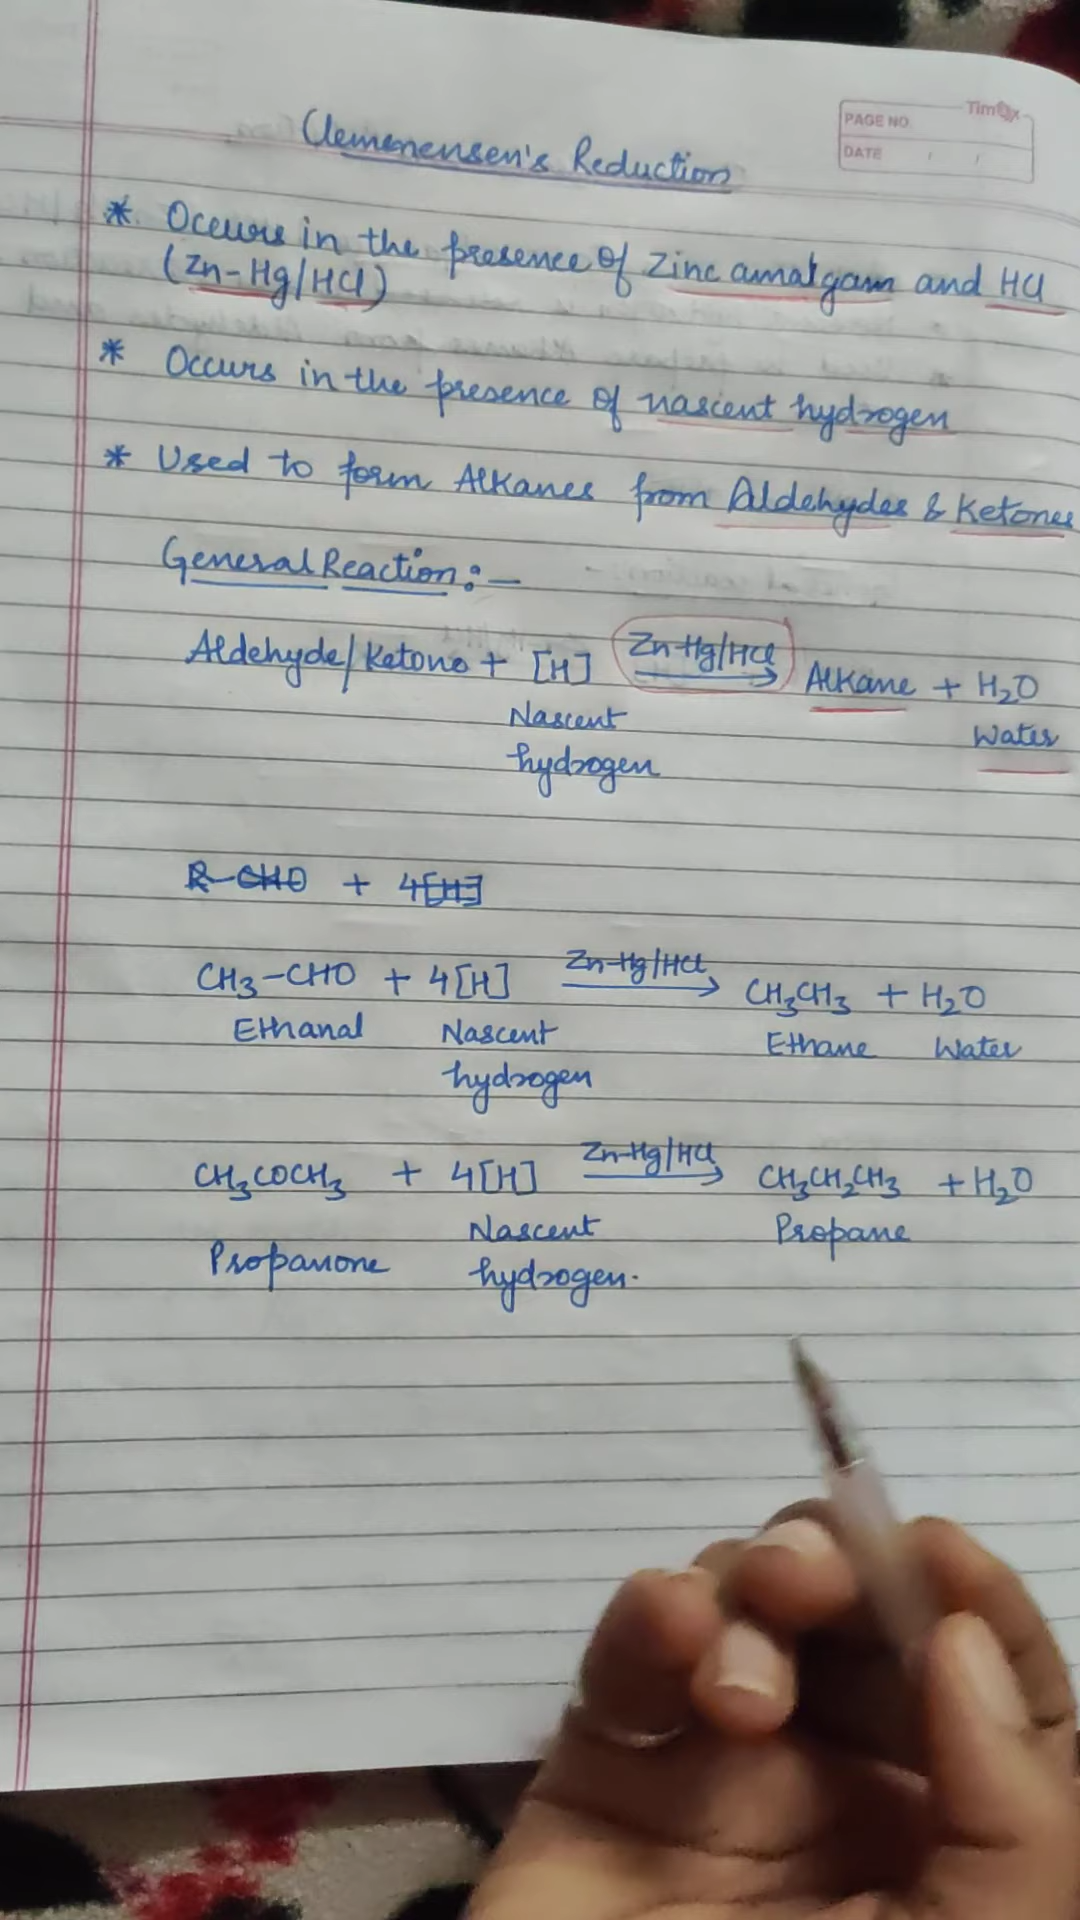 Clemenensen's Reduction
TimeX
PAGE NO.
DATE / /
* Occurs in the presence of Zinc amalgam and HCl
(Zn-Hg/HCl)
* Occurs in the presence of nascent hydrogen
* Used to form Alkanes from Aldehydes & Ketones
General Reaction:-
Aldehyde/Ketone + [H] Zn-Hg/HCl → Alkane + H₂O
Nascent hydrogen Water
R-CHO + 4[H]
CH₃-CHO + 4[H] Zn-Hg/HCl → CH₃CH₃ + H₂O
Ethanal Nascent hydrogen Ethane Water
CH₃COCH₃ + 4[H] Zn-Hg/HCl → CH₃CH₂CH₃ + H₂O
Propanone Nascent hydrogen. Propane